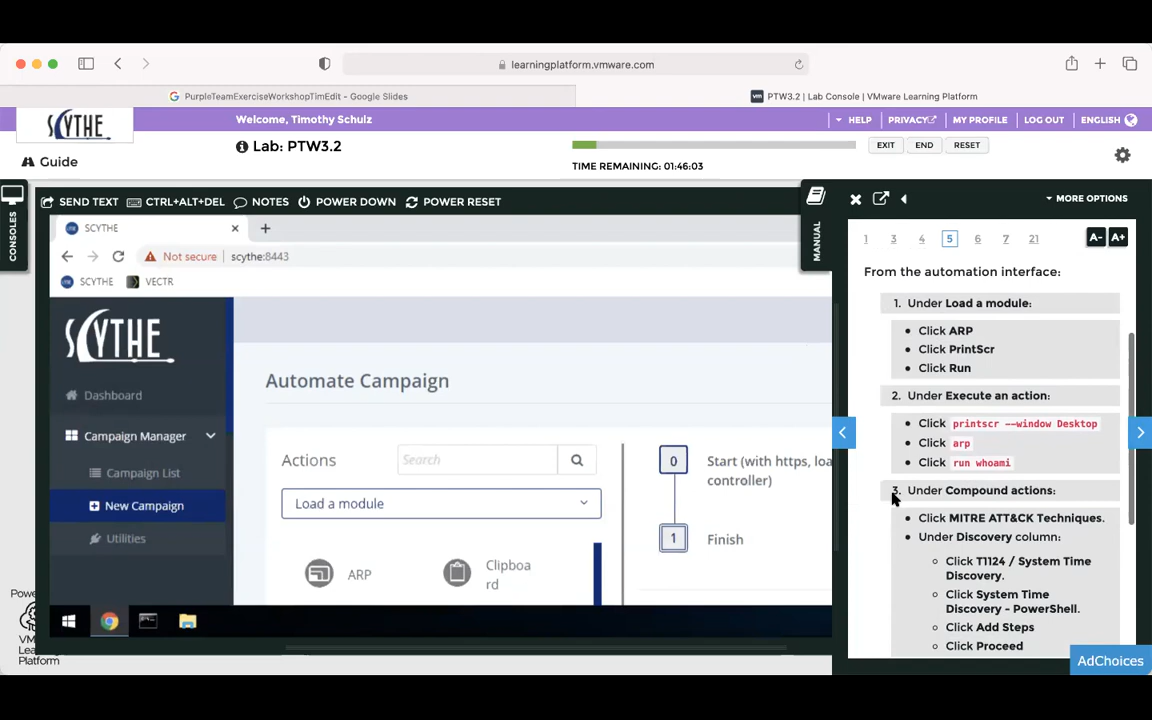 learningplatform.vmware.com
PurpleTeamExerciseWorkshopTimEdit - Google Slides
vm PTW3.2 | Lab Console | VMware Learning Platform
SCYTHE
Welcome, Timothy Schulz
HELP
PRIVACY
MY PROFILE
LOG OUT
ENGLISH
Guide
Lab: PTW3.2
TIME REMAINING: 01:46:03
EXIT
END
RESET
CONSOLES
SEND TEXT
CTRL+ALT+DEL
NOTES
POWER DOWN
POWER RESET
MANUAL
MORE OPTIONS
SCYTHE
Not secure
scythe:8443
SCYTHE
VECTR
SCYTHE
Dashboard
Campaign Manager
Campaign List
New Campaign
Utilities
Automate Campaign
Actions
Search
Load a module
ARP
Clipboa
rd
0
Start (with https, loa
controller)
1
Finish
1 3 4 5 6 7 21
A- A+
From the automation interface:
1. Under Load a module:
• Click ARP
• Click PrintScr
• Click Run
2. Under Execute an action:
• Click printscr --window Desktop
• Click arp
• Click run whoami
3. Under Compound actions:
• Click MITRE ATT&CK Techniques.
• Under Discovery column:
Click T1124 / System Time
Discovery.
Click System Time
Discovery - PowerShell.
Click Add Steps
Click Proceed
VM
Platform
AdChoices